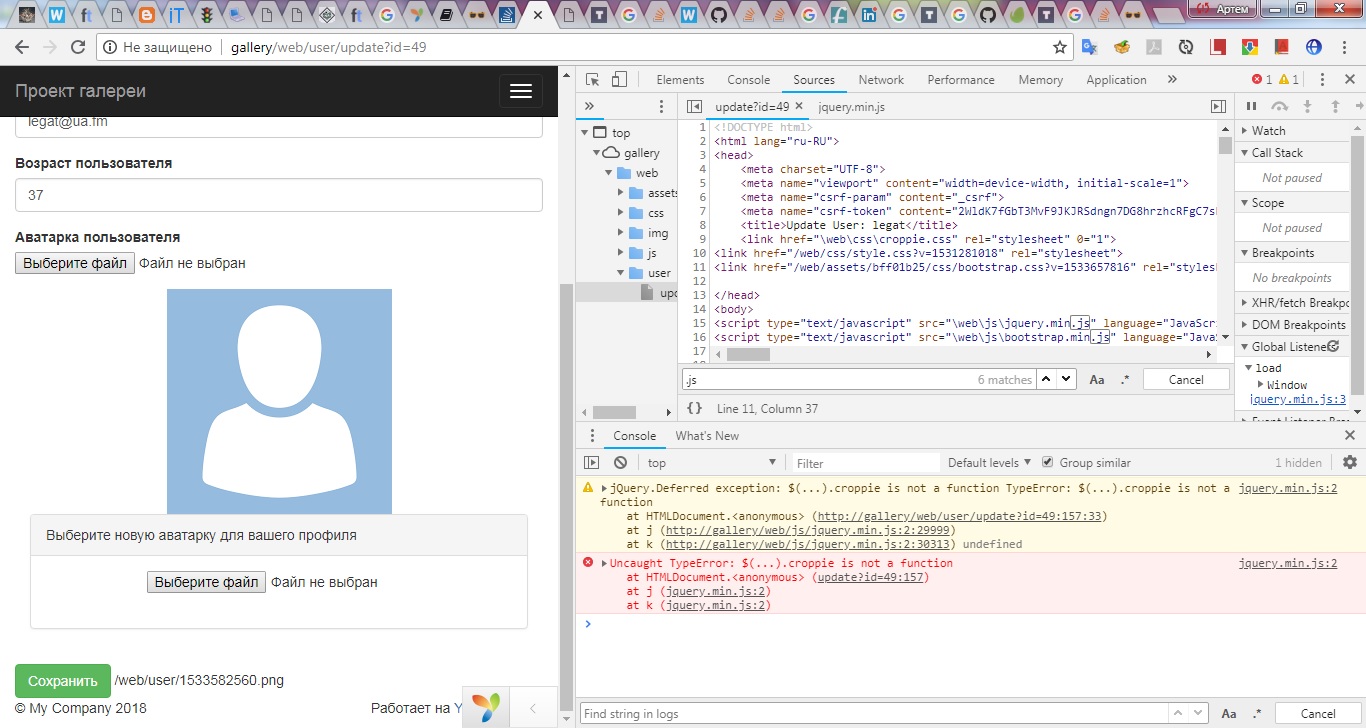 Артем
Не защищено
gallery/web/user/update?id=49
Проект галереи
legat@ua.fm
Возраст пользователя
37
Аватарка пользователя
Выберите файл Файл не выбран
Выберите новую аватарку для вашего профиля
Выберите файл Файл не выбран
Сохранить /web/user/1533582560.png
© My Company 2018
Работает на Y
Elements Console Sources Network Performance Memory Application » 1 1
» update?id=49 jquery.min.js
top
gallery
web
assets
css
img
js
user
upd
1 <!DOCTYPE html>
2 <html lang="ru-RU">
3 <head>
4 <meta charset="UTF-8">
5 <meta name="viewport" content="width=device-width, initial-scale=1">
6 <meta name="csrf-param" content="_csrf">
7 <meta name="csrf-token" content="2WldK7fGbT3MvF9JKJRSdngn7DG8hrzhcRFgC7s
8 <title>Update User: legat</title>
9 <link href="\web\css\croppie.css" rel="stylesheet" 0="1">
10 <link href="/web/css/style.css?v=1531281018" rel="stylesheet">
11 <link href="/web/assets/bff01b25/css/bootstrap.css?v=1533657816" rel="styles
12
13 </head>
14 <body>
15 <script type="text/javascript" src="\web\js\jquery.min.js" language="JavaScr
16 <script type="text/javascript" src="\web\js\bootstrap.min.js" language="JavaS
17
.js 6 matches Aa .* Cancel
{} Line 11, Column 37
Watch
Call Stack
Not paused
Scope
Not paused
Breakpoints
No breakpoints
XHR/fetch Breakpo
DOM Breakpoints
Global Listene
load
Window
jquery.min.js:3
Event Listener Bre
Console What's New
top Filter Default levels Group similar 1 hidden
jQuery.Deferred exception: $(...).croppie is not a function TypeError: $(...).croppie is not a jquery.min.js:2
function
at HTMLDocument.<anonymous> (http://gallery/web/user/update?id=49:157:33)
at j (http://gallery/web/js/jquery.min.js:2:29999)
at k (http://gallery/web/js/jquery.min.js:2:30313) undefined
Uncaught TypeError: $(...).croppie is not a function jquery.min.js:2
at HTMLDocument.<anonymous> (update?id=49:157)
at j (jquery.min.js:2)
at k (jquery.min.js:2)
Find string in logs Aa .* Cancel